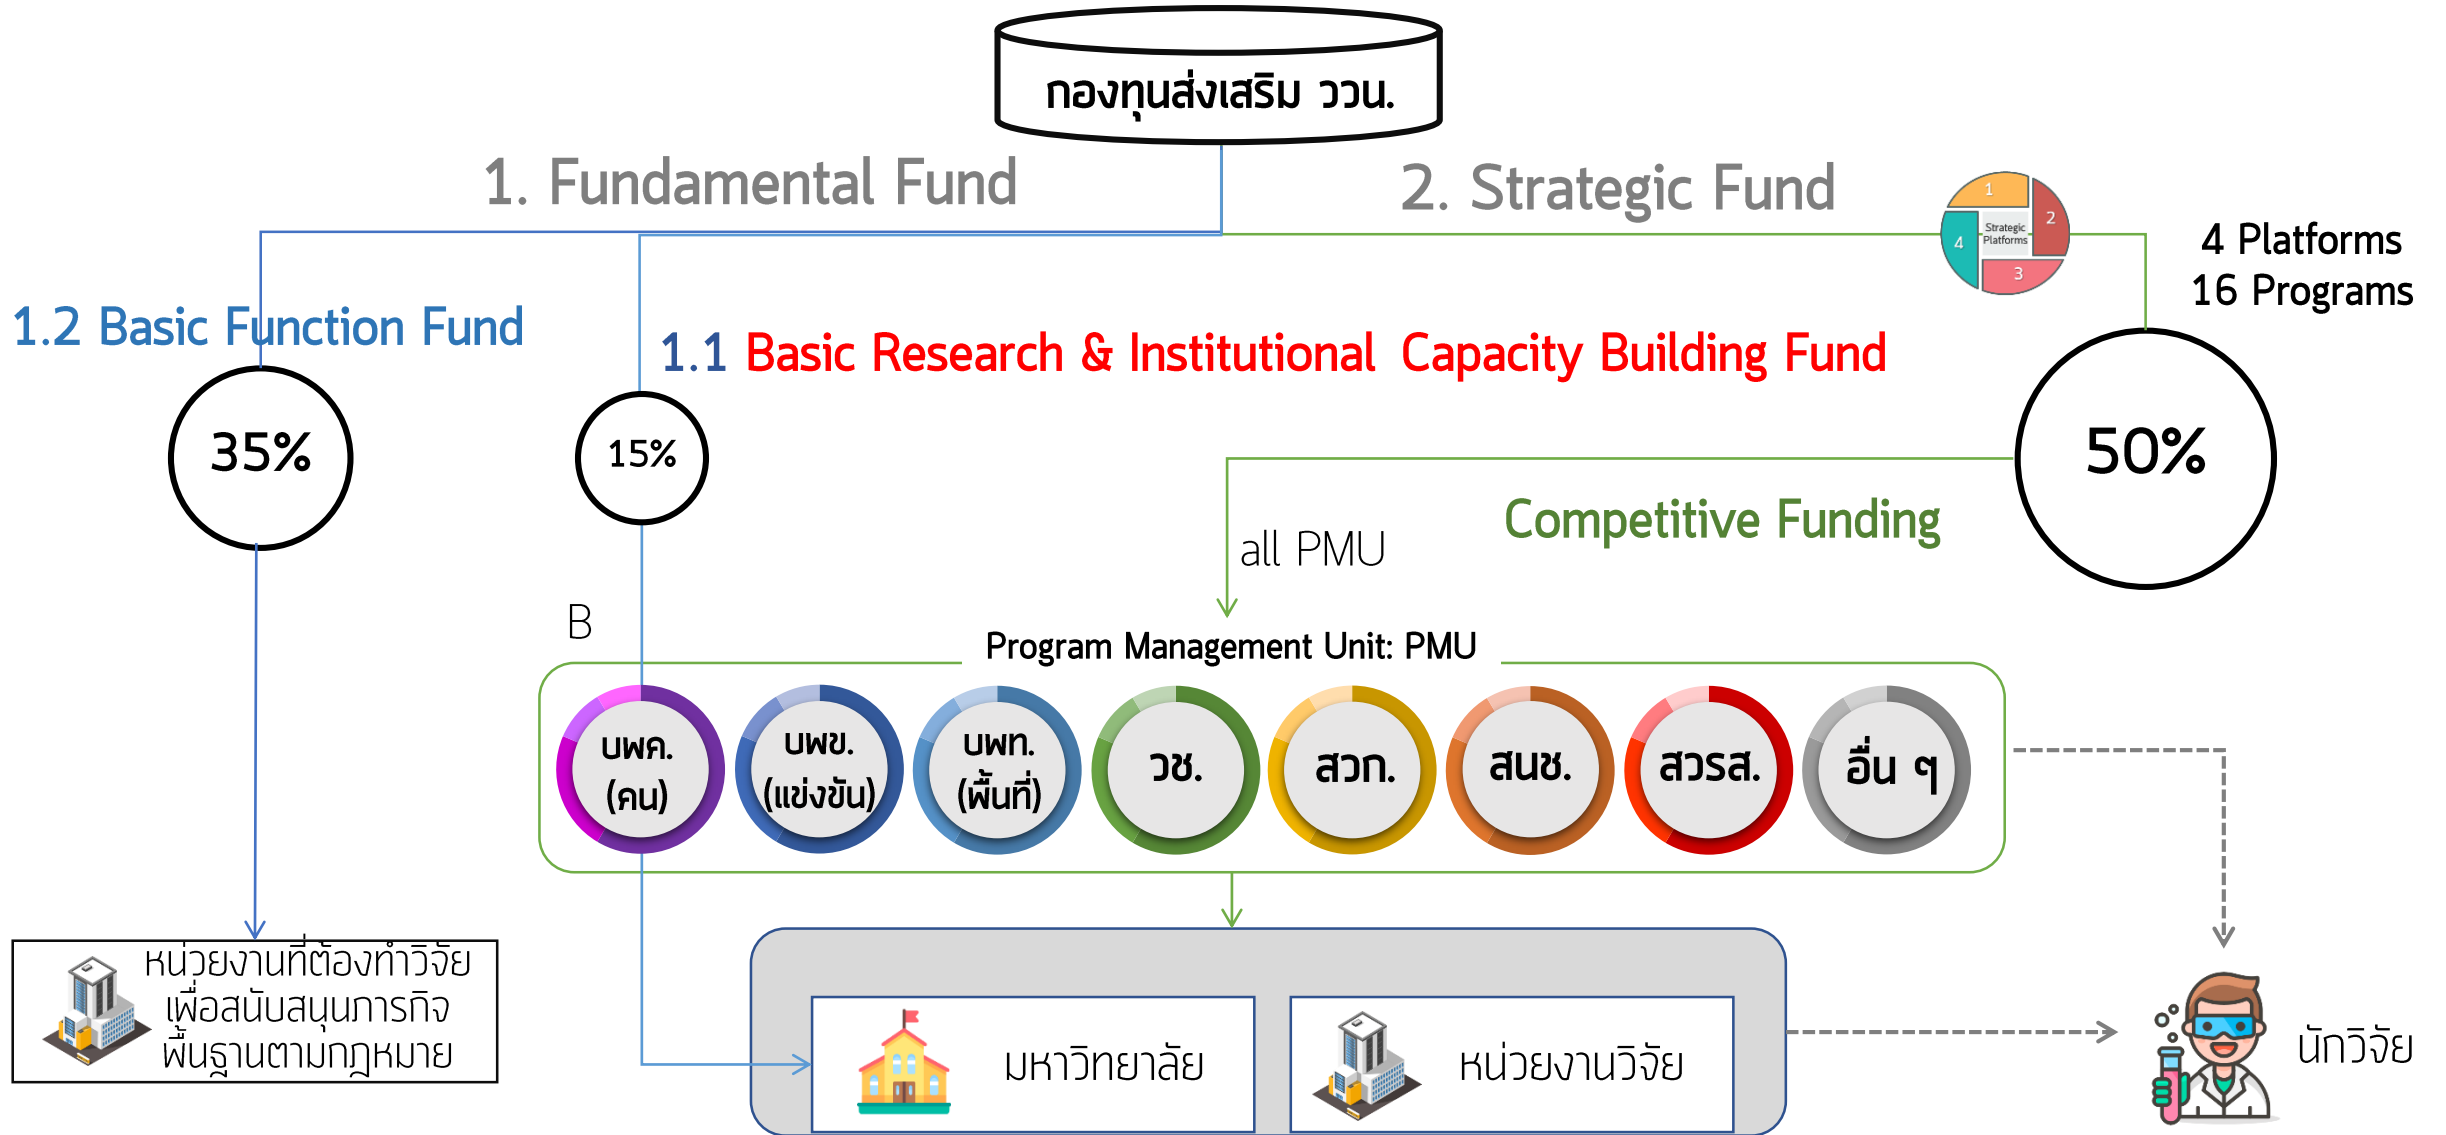 กองทุนส่งเสริม ววน.
1. Fundamental Fund
2. Strategic Fund
1
2
3
4
Strategic
Platforms
4 Platforms
16 Programs
1.2 Basic Function Fund
1.1 Basic Research & Institutional Capacity Building Fund
35%
15%
50%
Competitive Funding
all PMU
B
Program Management Unit: PMU
บพค.
(คน)
บพข.
(แข่งขัน)
บพท.
(พื้นที่)
วช.
สวก.
สนช.
สวรส.
อื่น ๆ
หน่วยงานที่ต้องทำวิจัย
เพื่อสนับสนุนภารกิจ
พื้นฐานตามกฎหมาย
มหาวิทยาลัย
หน่วยงานวิจัย
นักวิจัย